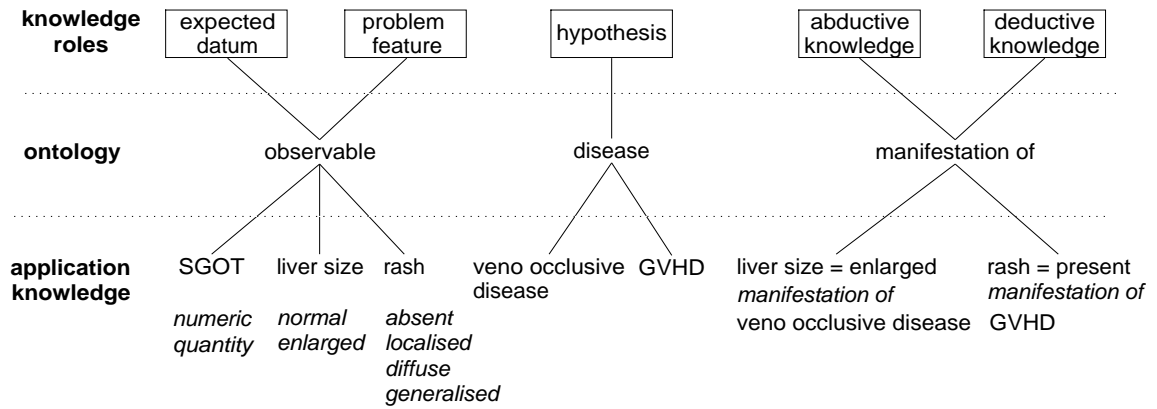 knowledge roles
expected datum
problem feature
hypothesis
abductive knowledge
deductive knowledge
ontology
observable
disease
manifestation of
application knowledge
SGOT
liver size
rash
veno occlusive disease
GVHD
liver size = enlarged
manifestation of
veno occlusive disease
rash = present
manifestation of
GVHD
numeric quantity
normal
enlarged
absent
localised
diffuse
generalised